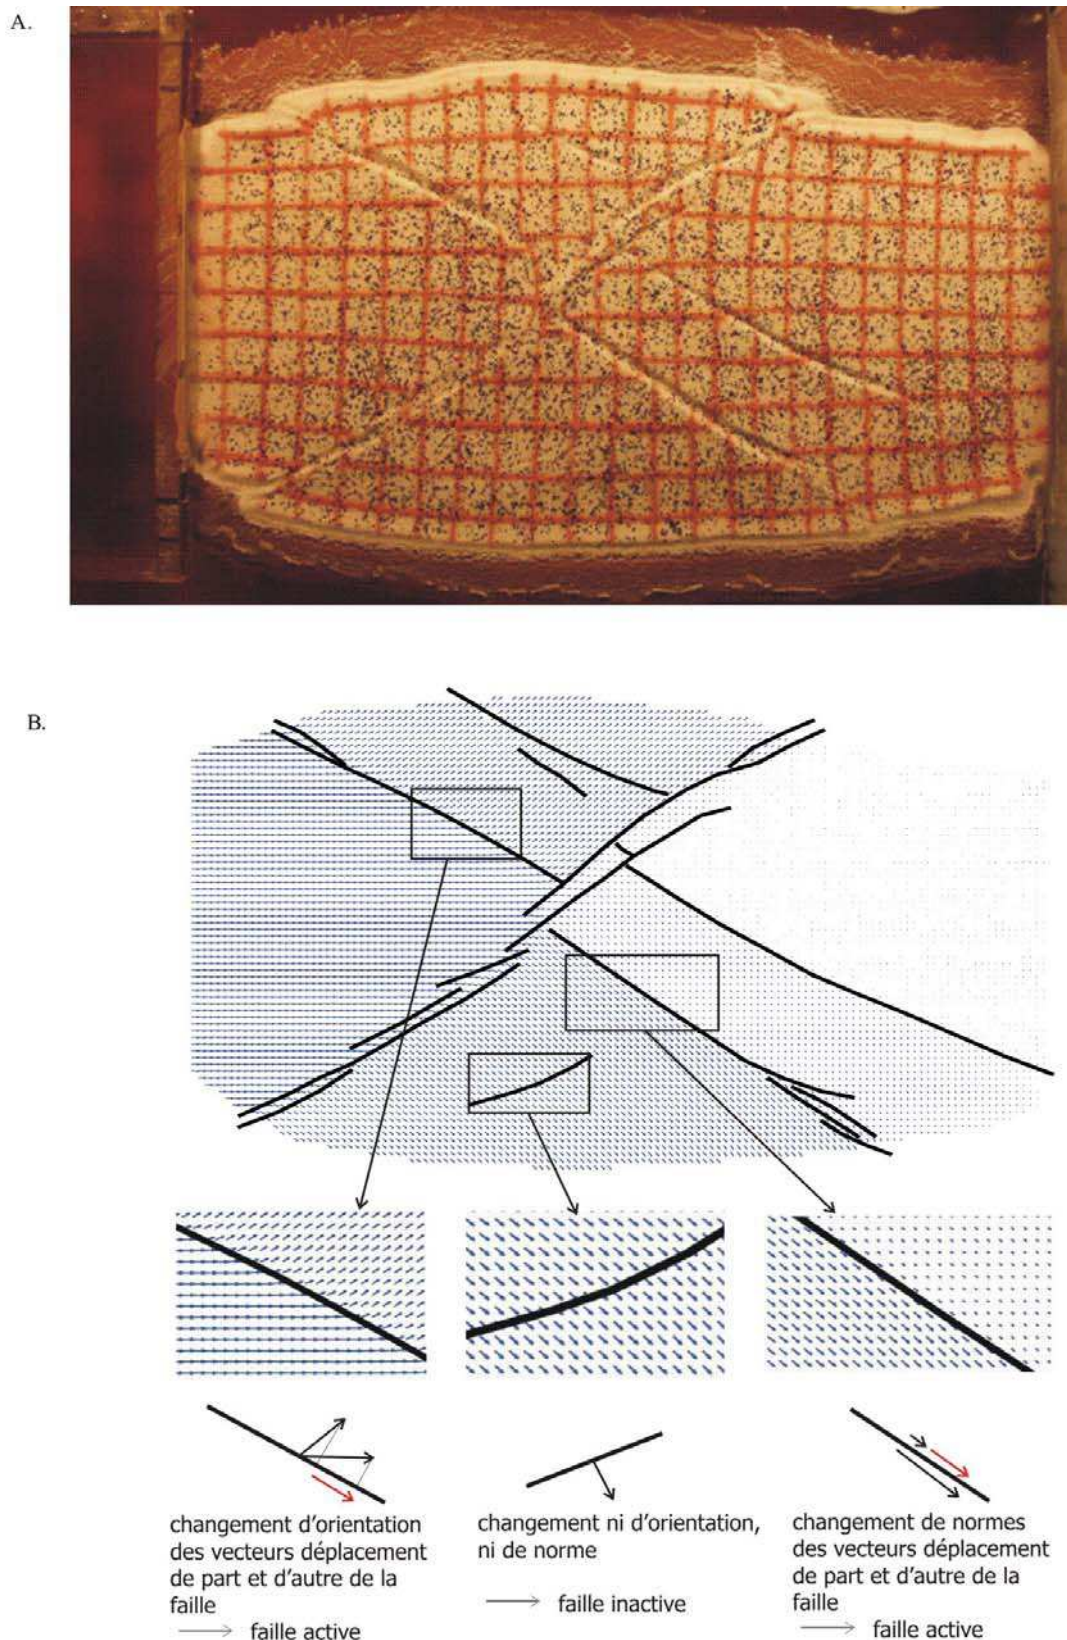 A.
B.
changement d'orientation
des vecteurs déplacement
de part et d'autre de la
faille
faille active
changement ni d'orientation,
ni de norme
faille inactive
changement de normes
des vecteurs déplacement
de part et d'autre de la
faille
faille active